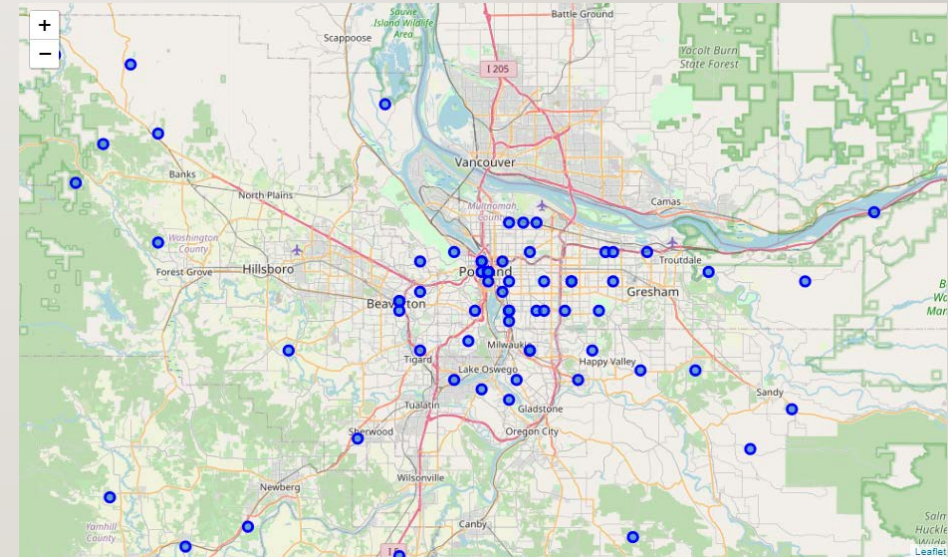 +
−
Sauvie
Island Wildlife
Area
Scappoose
Battle Ground
Yacolt Burn
State Forest
I 205
Banks
Vancouver
North Plains
Camas
Multnomah
County
Washington
County
Forest Grove
Hillsboro
Troutdale
Portland
Gresham
Beaverton
Tigard
Milwaukie
Happy Valley
Lake Oswego
Sandy
Tualatin
Gladstone
Sherwood
Oregon City
Wilsonville
Newberg
Yamhill
County
Canby
Leaflet